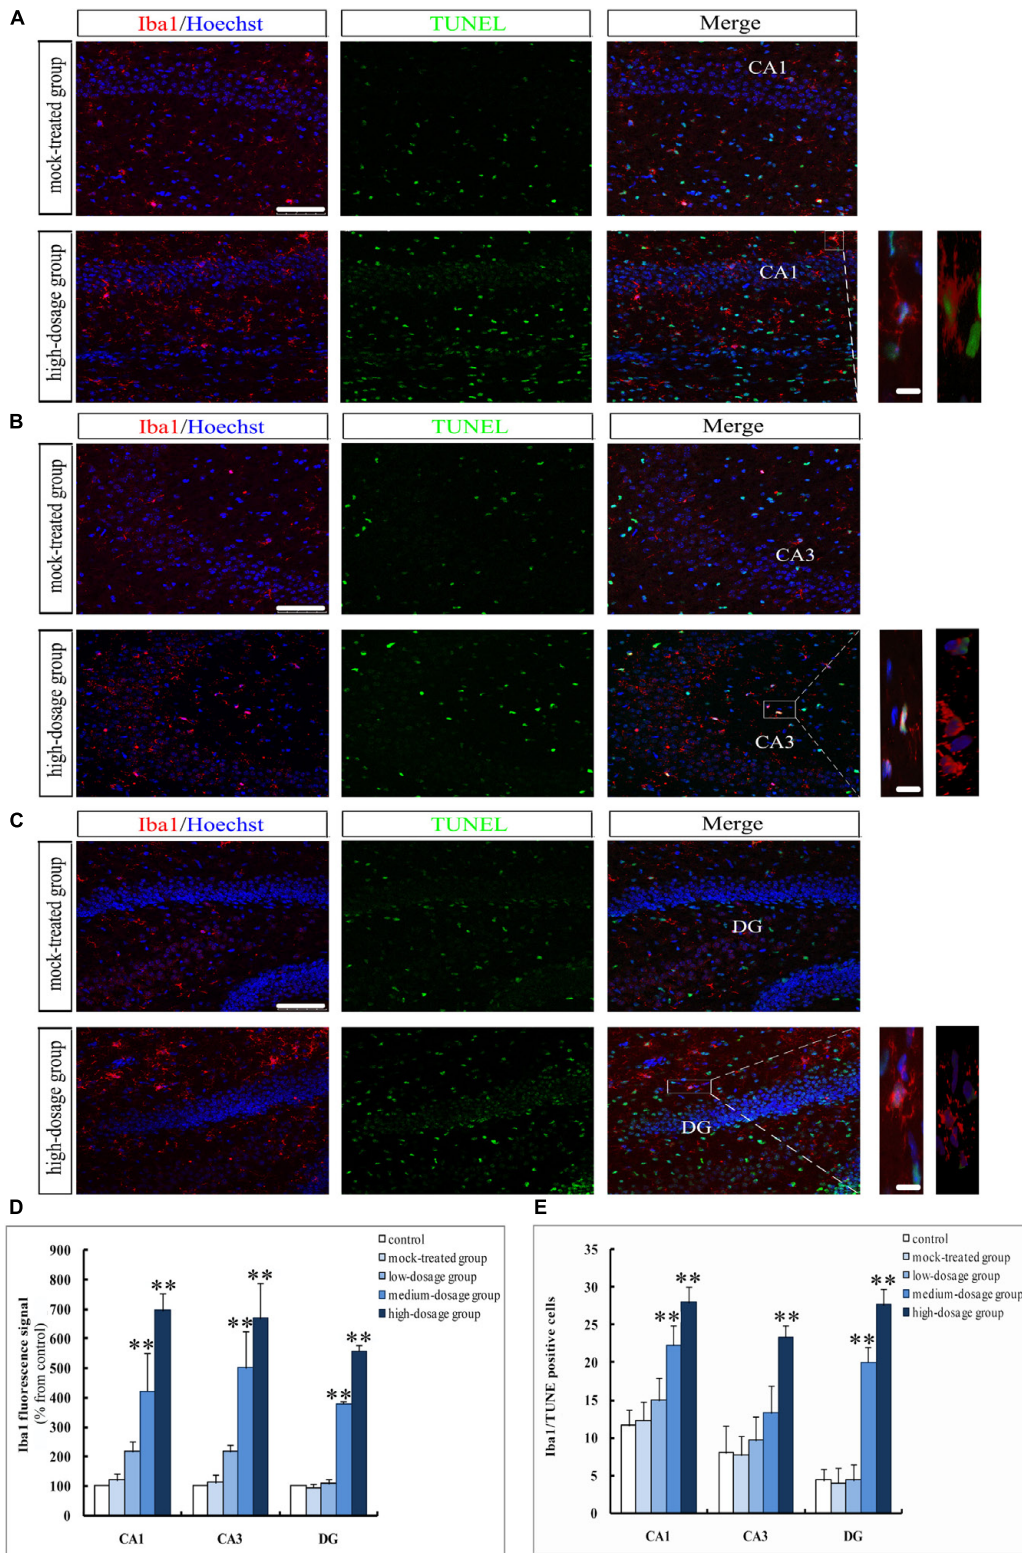 A
Iba1/Hoechst TUNEL Merge
mock-treated group
CA1
high-dosage group
CA1
B
Iba1/Hoechst TUNEL Merge
mock-treated group
CA3
high-dosage group
CA3
C
Iba1/Hoechst TUNEL Merge
mock-treated group
DG
high-dosage group
DG
D
Iba1 fluorescence signal
(% from control)
900
800
700
600
500
400
300
200
100
0
** ** ** ** ** **
CA1 CA3 DG
control
mock-treated group
low-dosage group
medium-dosage group
high-dosage group
E
Iba1/TUNE positive cells
35
30
25
20
15
10
5
0
** ** ** ** **
CA1 CA3 DG
control
mock-treated group
low-dosage group
medium-dosage group
high-dosage group